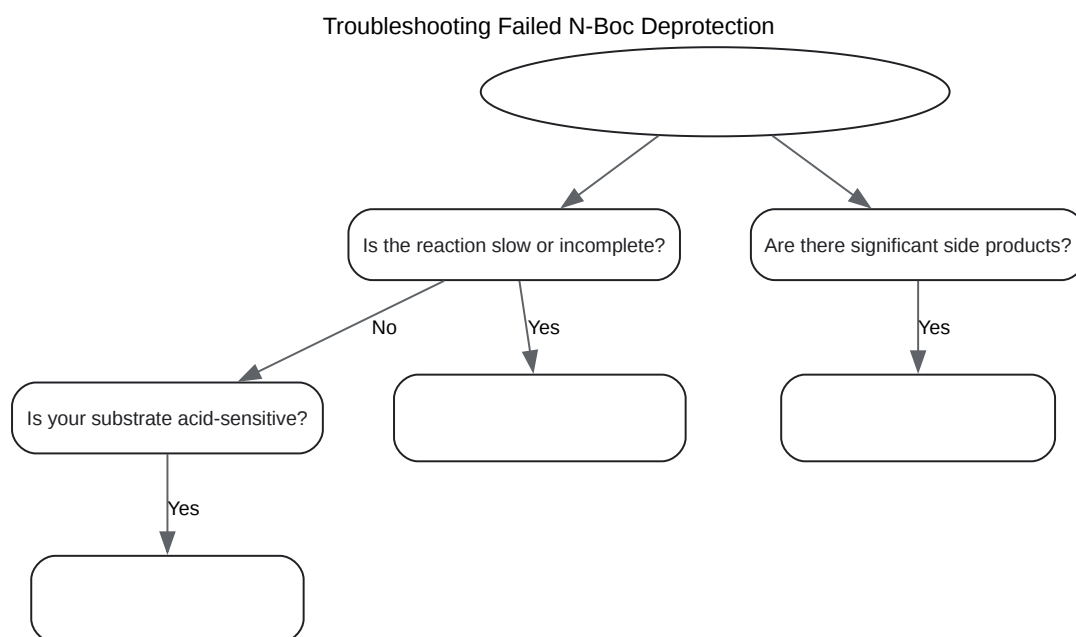 Troubleshooting Failed N-Boc Deprotection
Is the reaction slow or incomplete?
Are there significant side products?
No
Yes
Yes
Is your substrate acid-sensitive?
Yes